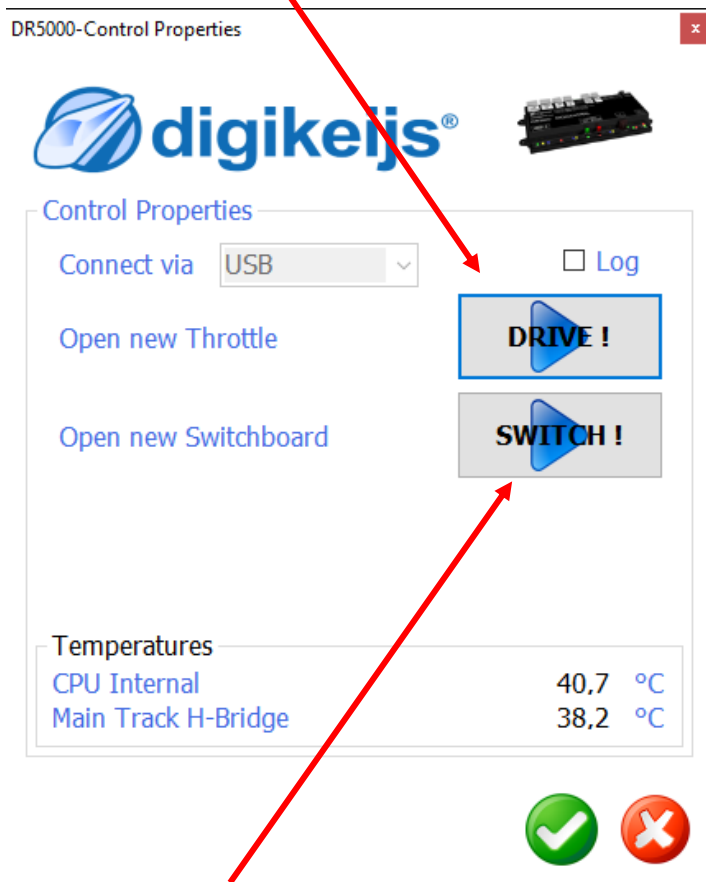 DR5000-Control Properties
x
digikeijs®
Control Properties
Connect via USB Log
Open new Throttle DRIVE !
Open new Switchboard SWITCH !
Temperatures
CPU Internal 40,7 °C
Main Track H-Bridge 38,2 °C